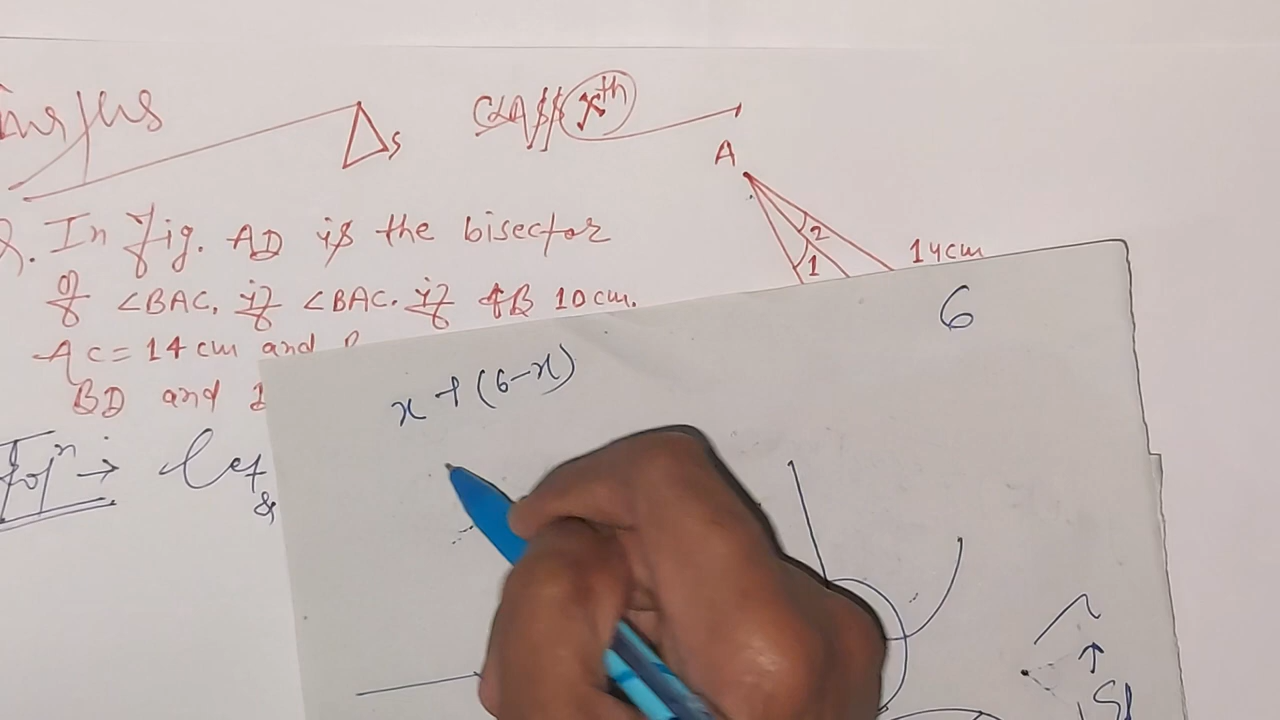 CLASS Xth
Δs
A
Q. In fig. AD is the bisector
of ∠BAC, if ∠BAC. if AB 10cm.
AC = 14 cm and
BD and
2
1
14cm
Solⁿ → Let
&
6
x + (6-x)